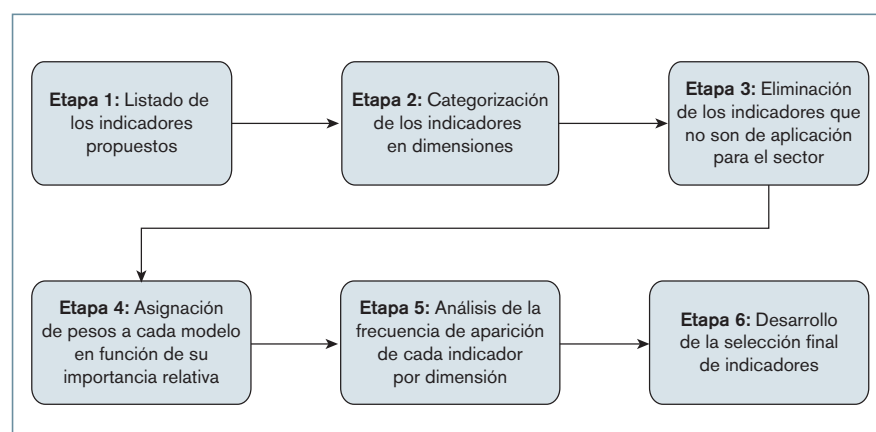 Etapa 1: Listado de
los indicadores
propuestos
Etapa 2: Categorización
de los indicadores
en dimensiones
Etapa 3: Eliminación
de los indicadores que
no son de aplicación
para el sector
Etapa 4: Asignación
de pesos a cada modelo
en función de su
importancia relativa
Etapa 5: Análisis de la
frecuencia de aparición
de cada indicador
por dimensión
Etapa 6: Desarrollo
de la selección final
de indicadores